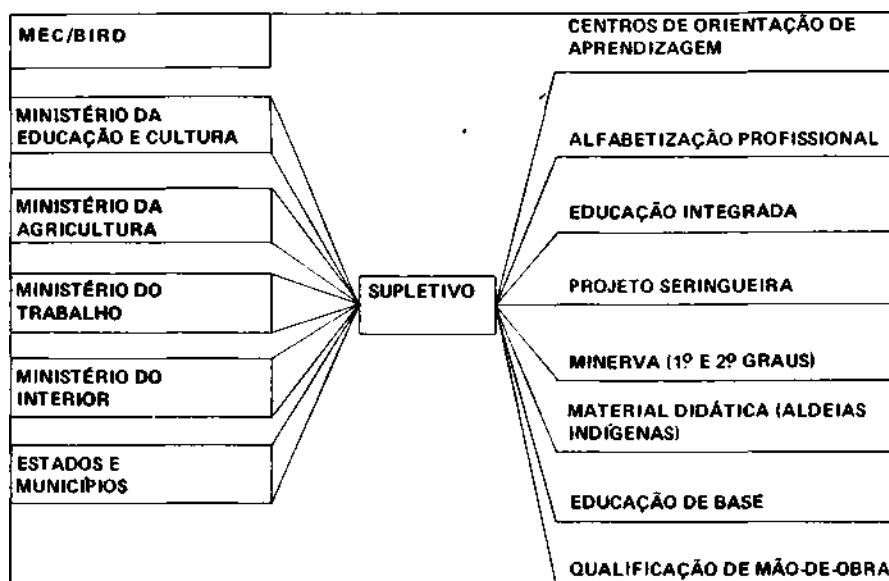 MEC/BIRD
MINISTÉRIO DA
EDUCAÇÃO E CULTURA
MINISTÉRIO DA
AGRICULTURA
MINISTÉRIO DO
TRABALHO
MINISTÉRIO DO
INTERIOR
ESTADOS E
MUNICÍPIOS
SUPLETIVO
CENTROS DE ORIENTAÇÃO DE
APRENDIZAGEM
ALFABETIZAÇÃO PROFISSIONAL
EDUCAÇÃO INTEGRADA
PROJETO SERINGUEIRA
MINERVA (1º E 2º GRAUS)
MATERIAL DIDÁTICA (ALDEIAS
INDÍGENAS)
EDUCAÇÃO DE BASE
QUALIFICAÇÃO DE MÃO-DE-OBRA